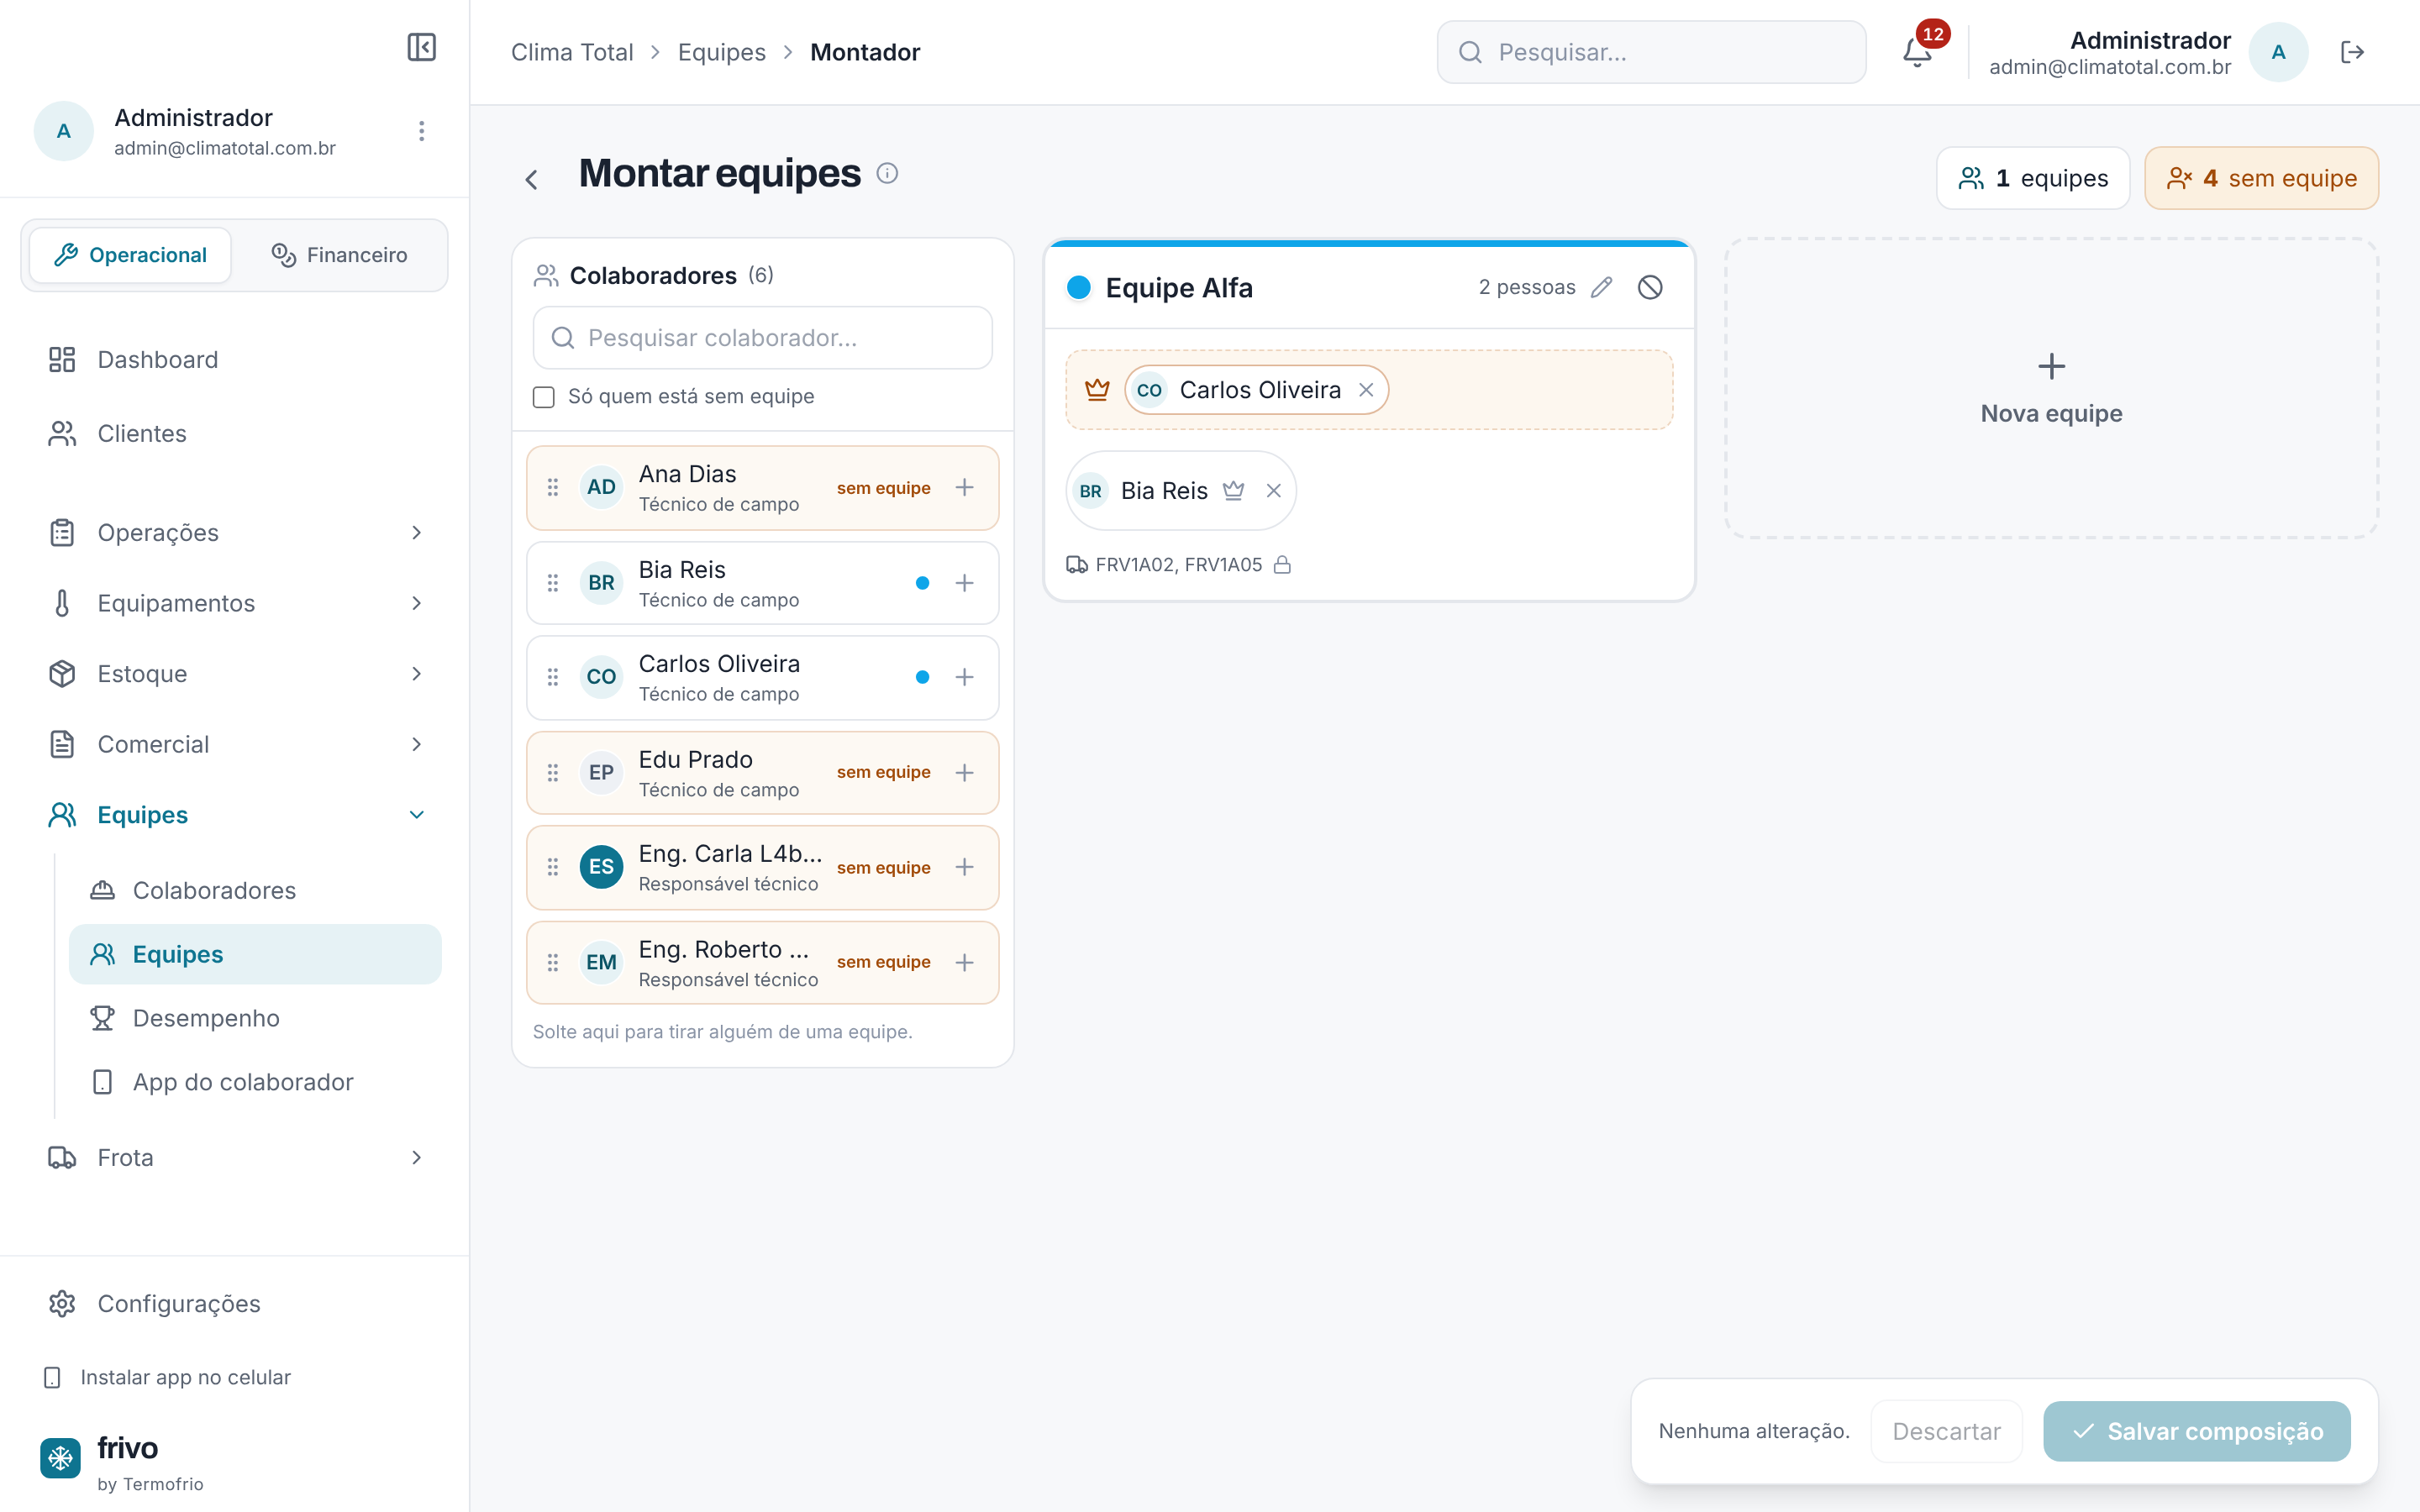 Administrador
admin@climatotal.com.br
Operacional
Financeiro
Dashboard
Clientes
Operações
Equipamentos
Estoque
Comercial
Equipes
Colaboradores
Equipes
Desempenho
App do colaborador
Frota
Configurações
Instalar app no celular
frivo
by Termofrio
Clima Total > Equipes > Montador
Pesquisar...
12
Administrador
admin@climatotal.com.br
A
A
Montar equipes
1 equipes
4 sem equipe
Colaboradores (6)
Pesquisar colaborador...
Só quem está sem equipe
AD Ana Dias
Técnico de campo
sem equipe
BR Bia Reis
Técnico de campo
CO Carlos Oliveira
Técnico de campo
EP Edu Prado
Técnico de campo
sem equipe
ES Eng. Carla L4b...
Responsável técnico
sem equipe
EM Eng. Roberto ...
Responsável técnico
sem equipe
Solte aqui para tirar alguém de uma equipe.
Equipe Alfa
2 pessoas
CO Carlos Oliveira
BR Bia Reis
FRV1A02, FRV1A05
Nova equipe
Nenhuma alteração.
Descartar
Salvar composição